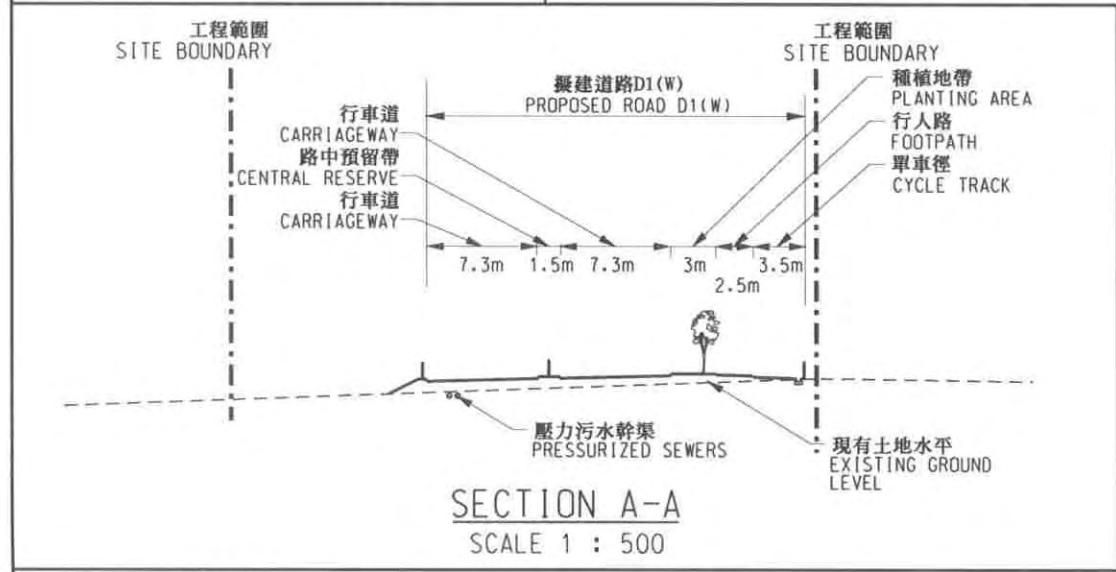 工程範圍
SITE BOUNDARY
工程範圍
SITE BOUNDARY
擬建道路D1(W)
PROPOSED ROAD D1(W)
種植地帶
PLANTING AREA
行車道
CARRIAGEWAY
行人路
FOOTPATH
路中預留帶
CENTRAL RESERVE
單車徑
CYCLE TRACK
行車道
CARRIAGEWAY
7.3m 1.5m 7.3m 3m 3.5m
2.5m
壓力污水幹渠
PRESSURIZED SEWERS
現有土地水平
EXISTING GROUND
LEVEL
SECTION A-A
SCALE 1 : 500